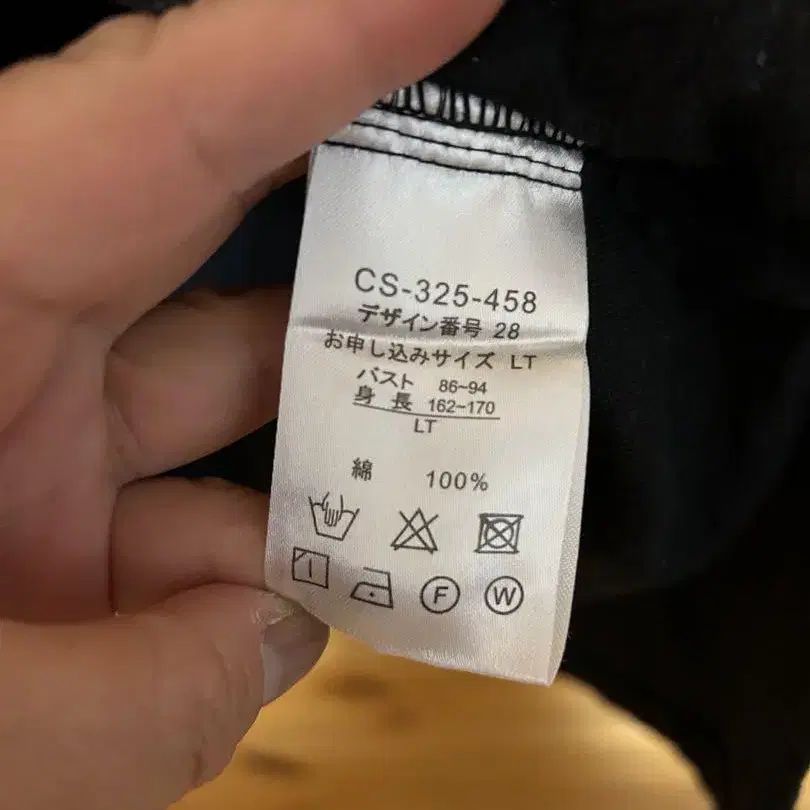 CS-325-458
デザイン番号 28
お申し込みサイズ LT
バスト 86~94
身長 162~170
LT
綿 100%
F W